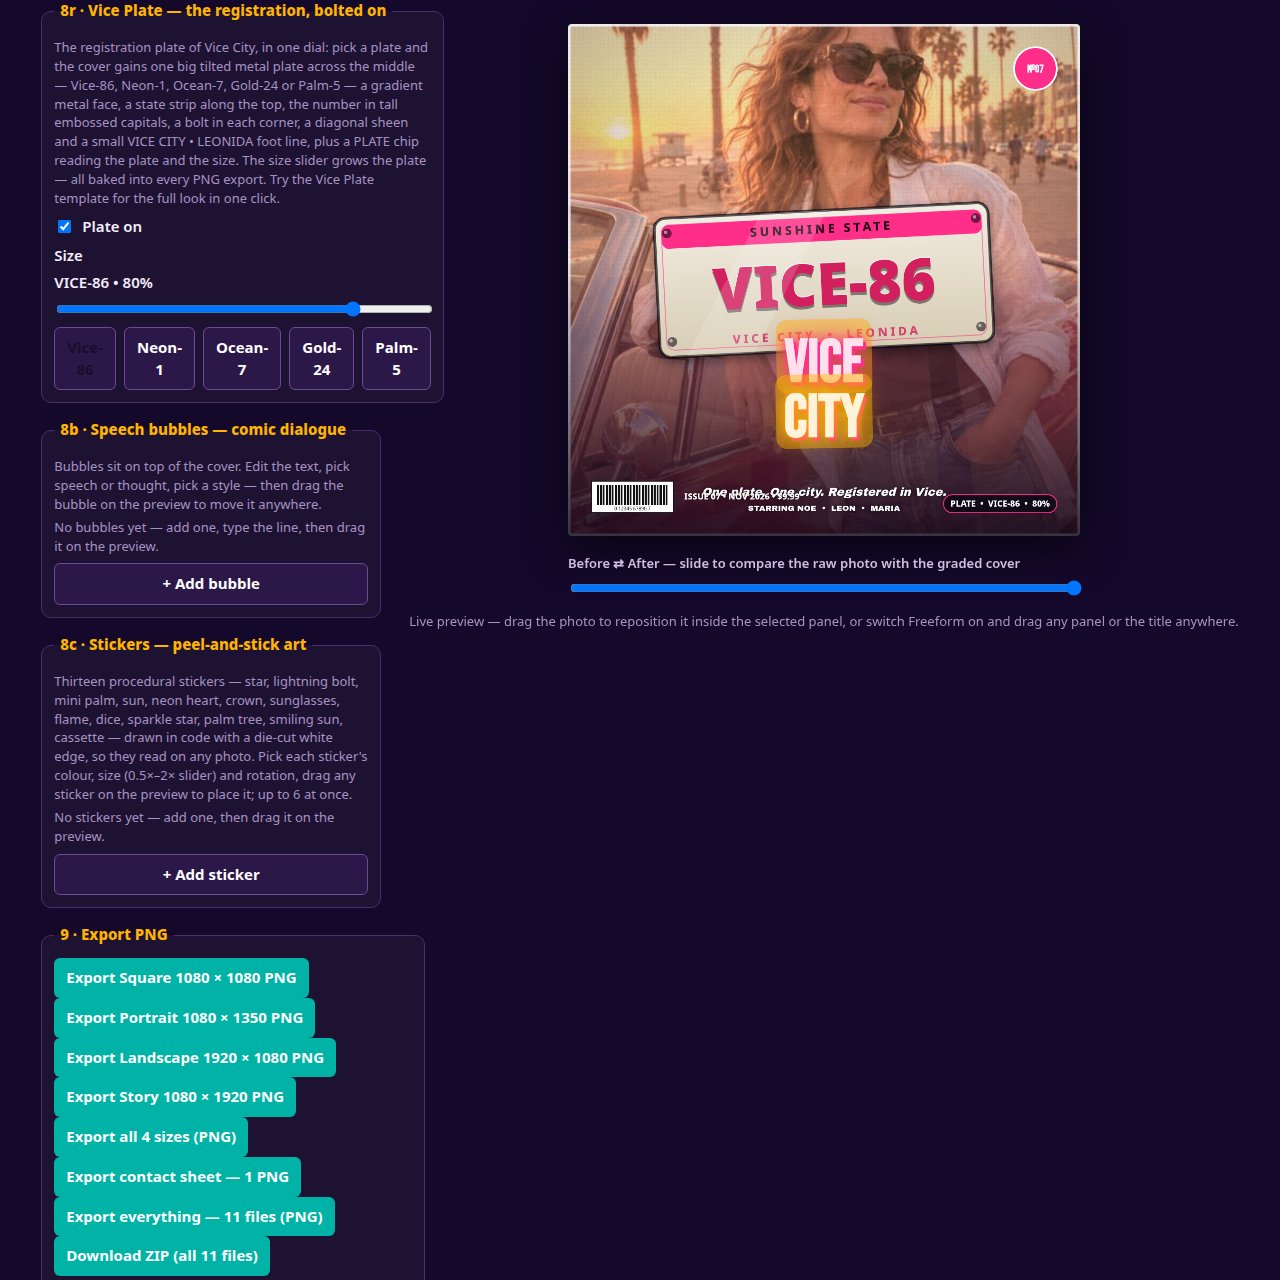 8r · Vice Plate — the registration, bolted on
The registration plate of Vice City, in one dial: pick a plate and
the cover gains one big tilted metal plate across the middle
— Vice-86, Neon-1, Ocean-7, Gold-24 or Palm-5 — a gradient
metal face, a state strip along the top, the number in tall
embossed capitals, a bolt in each corner, a diagonal sheen
and a small VICE CITY • LEONIDA foot line, plus a PLATE chip
reading the plate and the size. The size slider grows the plate
— all baked into every PNG export. Try the Vice Plate
template for the full look in one click.
Plate on
Size
VICE-86 • 80%
Vice-
86
Neon-
1
Ocean-
7
Gold-
24
Palm-
5
8b · Speech bubbles — comic dialogue
Bubbles sit on top of the cover. Edit the text, pick
speech or thought, pick a style — then drag the
bubble on the preview to move it anywhere.
No bubbles yet — add one, type the line, then drag
it on the preview.
+ Add bubble
8c · Stickers — peel-and-stick art
Thirteen procedural stickers — star, lightning bolt,
mini palm, sun, neon heart, crown, sunglasses,
flame, dice, sparkle star, palm tree, smiling sun,
cassette — drawn in code with a die-cut white
edge, so they read on any photo. Pick each sticker's
colour, size (0.5×–2× slider) and rotation, drag any
sticker on the preview to place it; up to 6 at once.
No stickers yet — add one, then drag it on the
preview.
+ Add sticker
9 · Export PNG
Export Square 1080 × 1080 PNG
Export Portrait 1080 × 1350 PNG
Export Landscape 1920 × 1080 PNG
Export Story 1080 × 1920 PNG
Export all 4 sizes (PNG)
Export contact sheet — 1 PNG
Export everything — 11 files (PNG)
Download ZIP (all 11 files)
Nº07
SUNSHINE STATE
VICE-86
VICE CITY • LEONIDA
VICE
CITY
One plate. One city. Registered in Vice.
ISSUE 07 • NOV 2026
STARRING NOE • LEON • MARIA
PLATE • VICE-86 • 80%
Before ⇄ After — slide to compare the raw photo with the graded cover
Live preview — drag the photo to reposition it inside the selected panel, or switch Freeform on and drag any panel or the title anywhere.